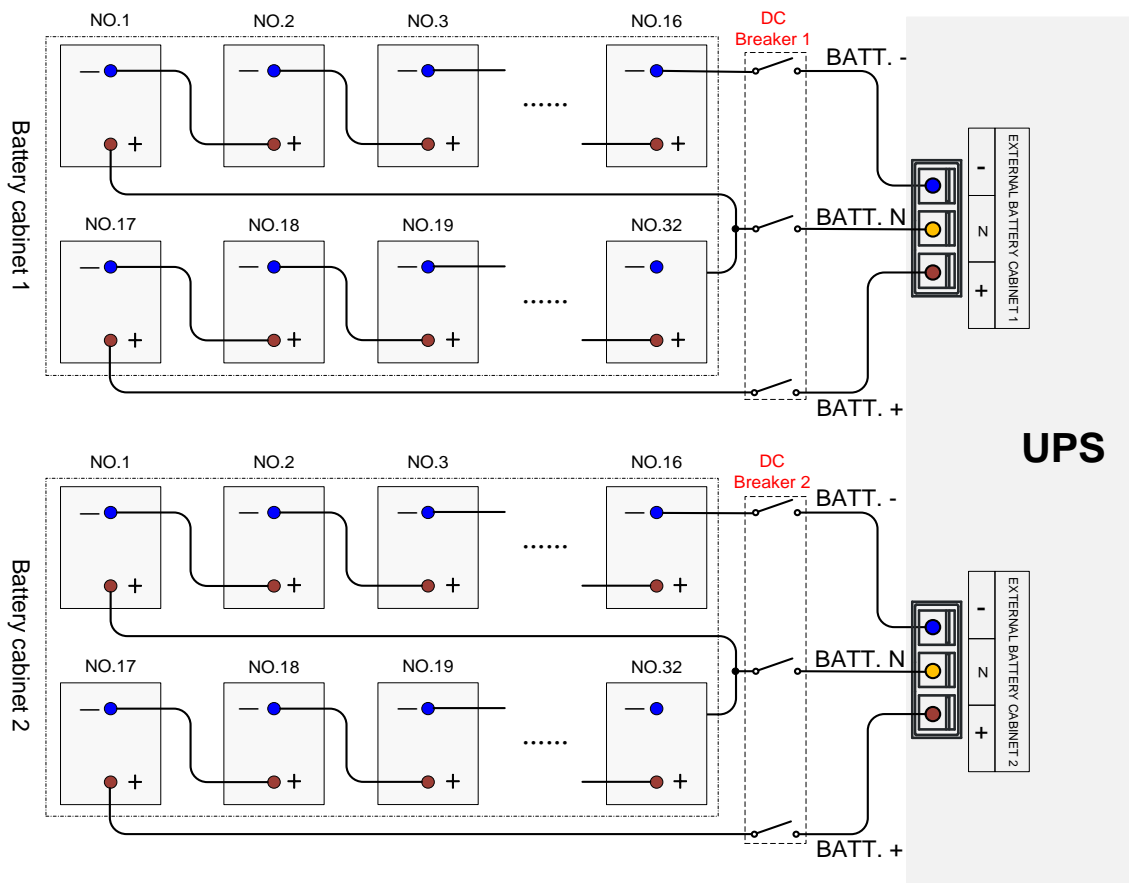 NO.1 NO.2 NO.3 NO.16
DC
Breaker 1
BATT. -
— — — —
......
+ + + +
Battery cabinet 1
NO.17 NO.18 NO.19 NO.32
BATT. N
— — — —
......
+ + + +
BATT. +
EXTERNAL BATTERY CABINET 1
-
N
+
UPS
NO.1 NO.2 NO.3 NO.16
DC
Breaker 2
BATT. -
— — — —
......
+ + + +
Battery cabinet 2
NO.17 NO.18 NO.19 NO.32
BATT. N
— — — —
......
+ + + +
BATT. +
EXTERNAL BATTERY CABINET 2
-
N
+